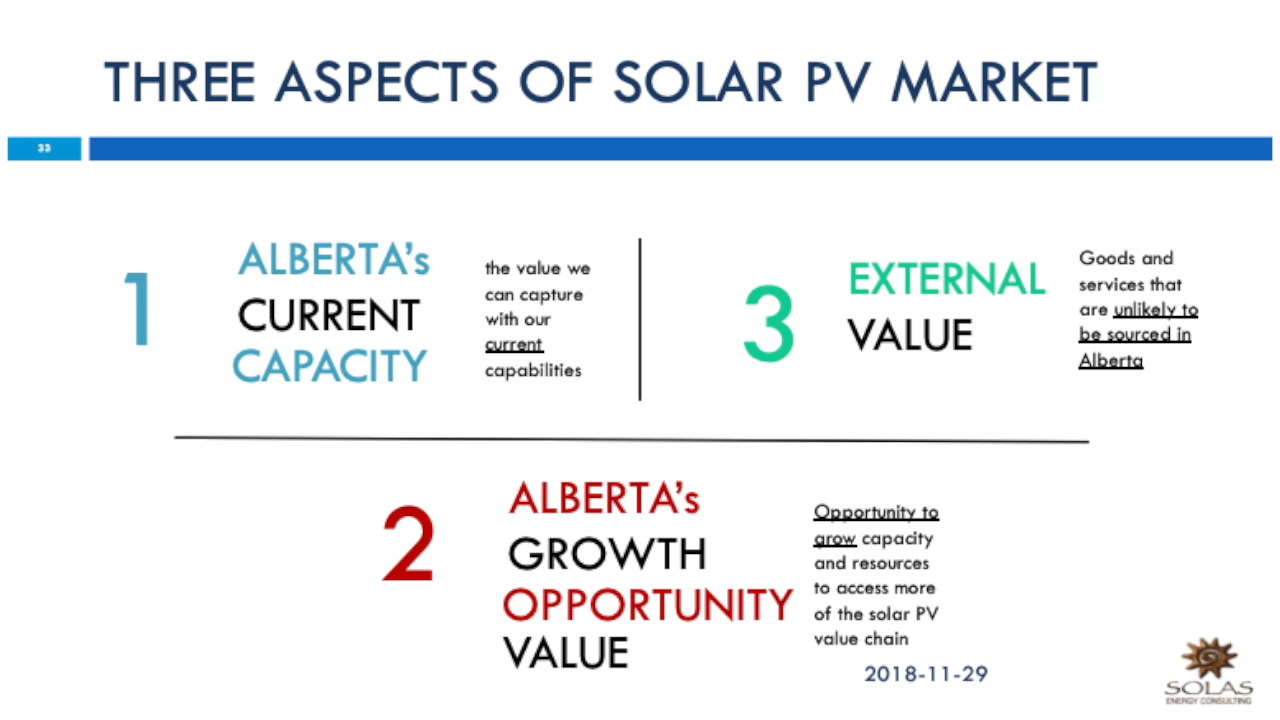 THREE ASPECTS OF SOLAR PV MARKET
33
1
ALBERTA's
CURRENT
CAPACITY
the value we
can capture
with our
current
capabilities
3
EXTERNAL
VALUE
Goods and
services that
are unlikely to
be sourced in
Alberta
2
ALBERTA's
GROWTH
OPPORTUNITY
VALUE
Opportunity to
grow capacity
and resources
to access more
of the solar PV
value chain
2018-11-29
SOLAS
ENERGY CONSULTING